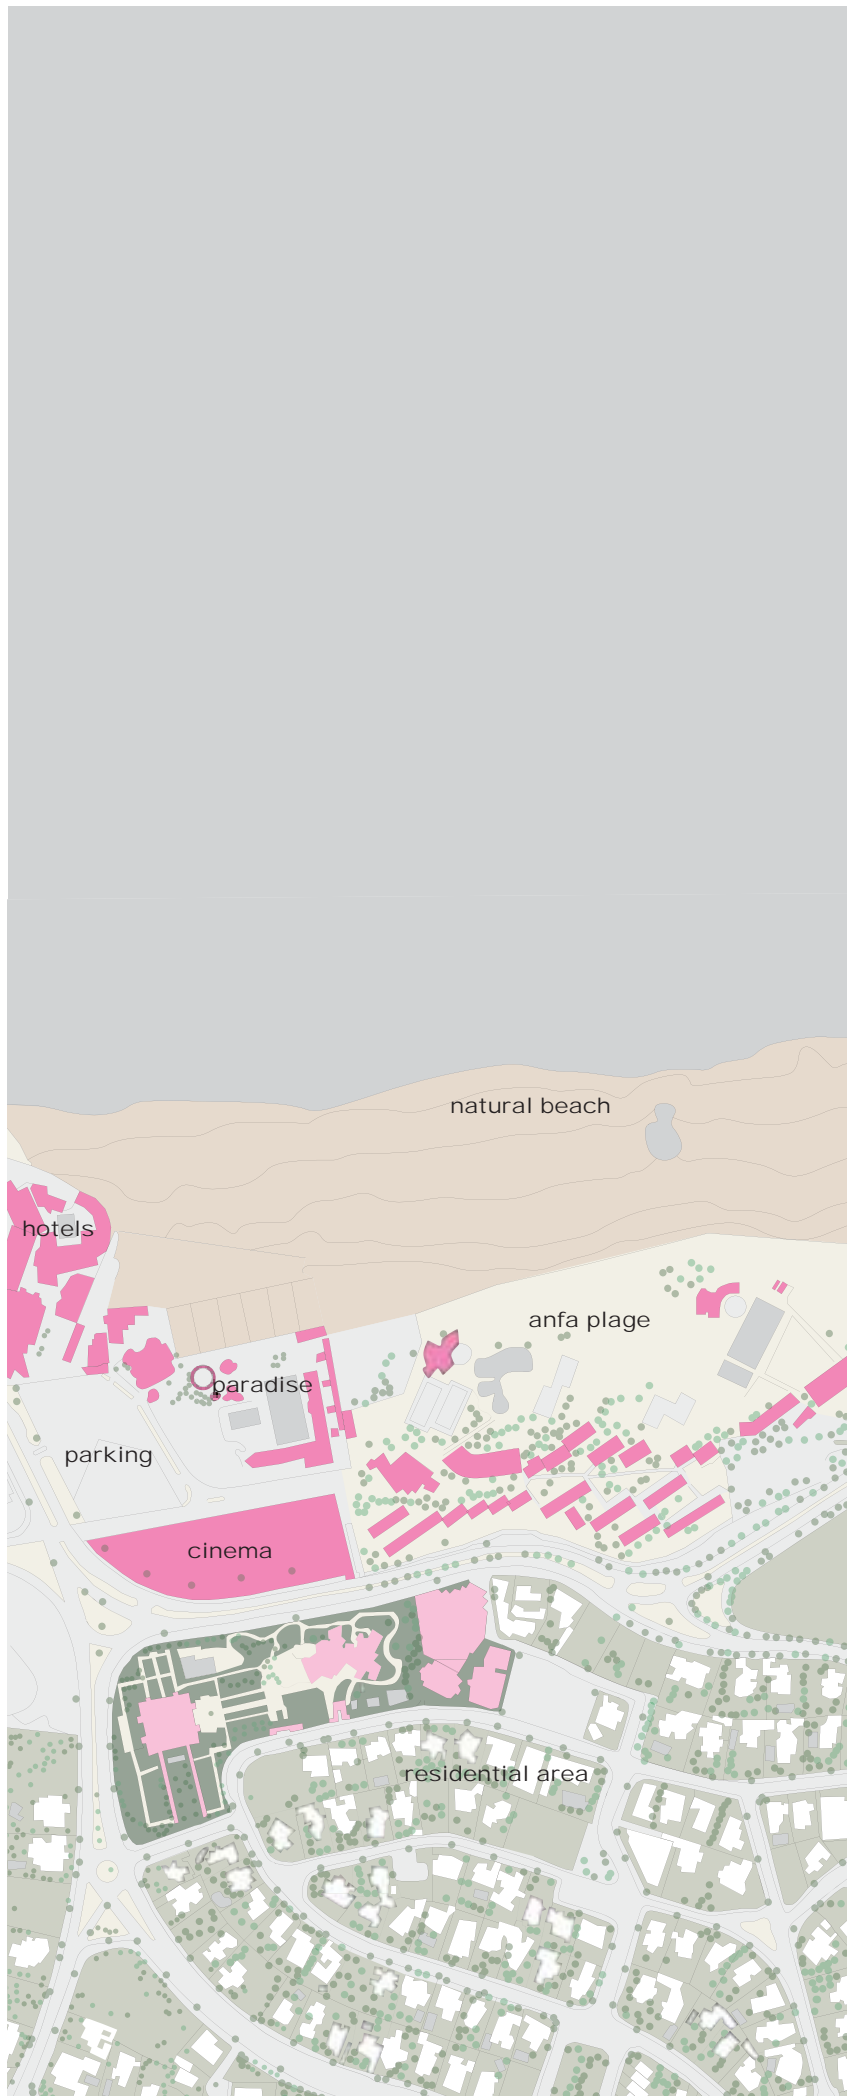 natural beach
hotels
anfa plage
paradise
parking
cinema
residential area